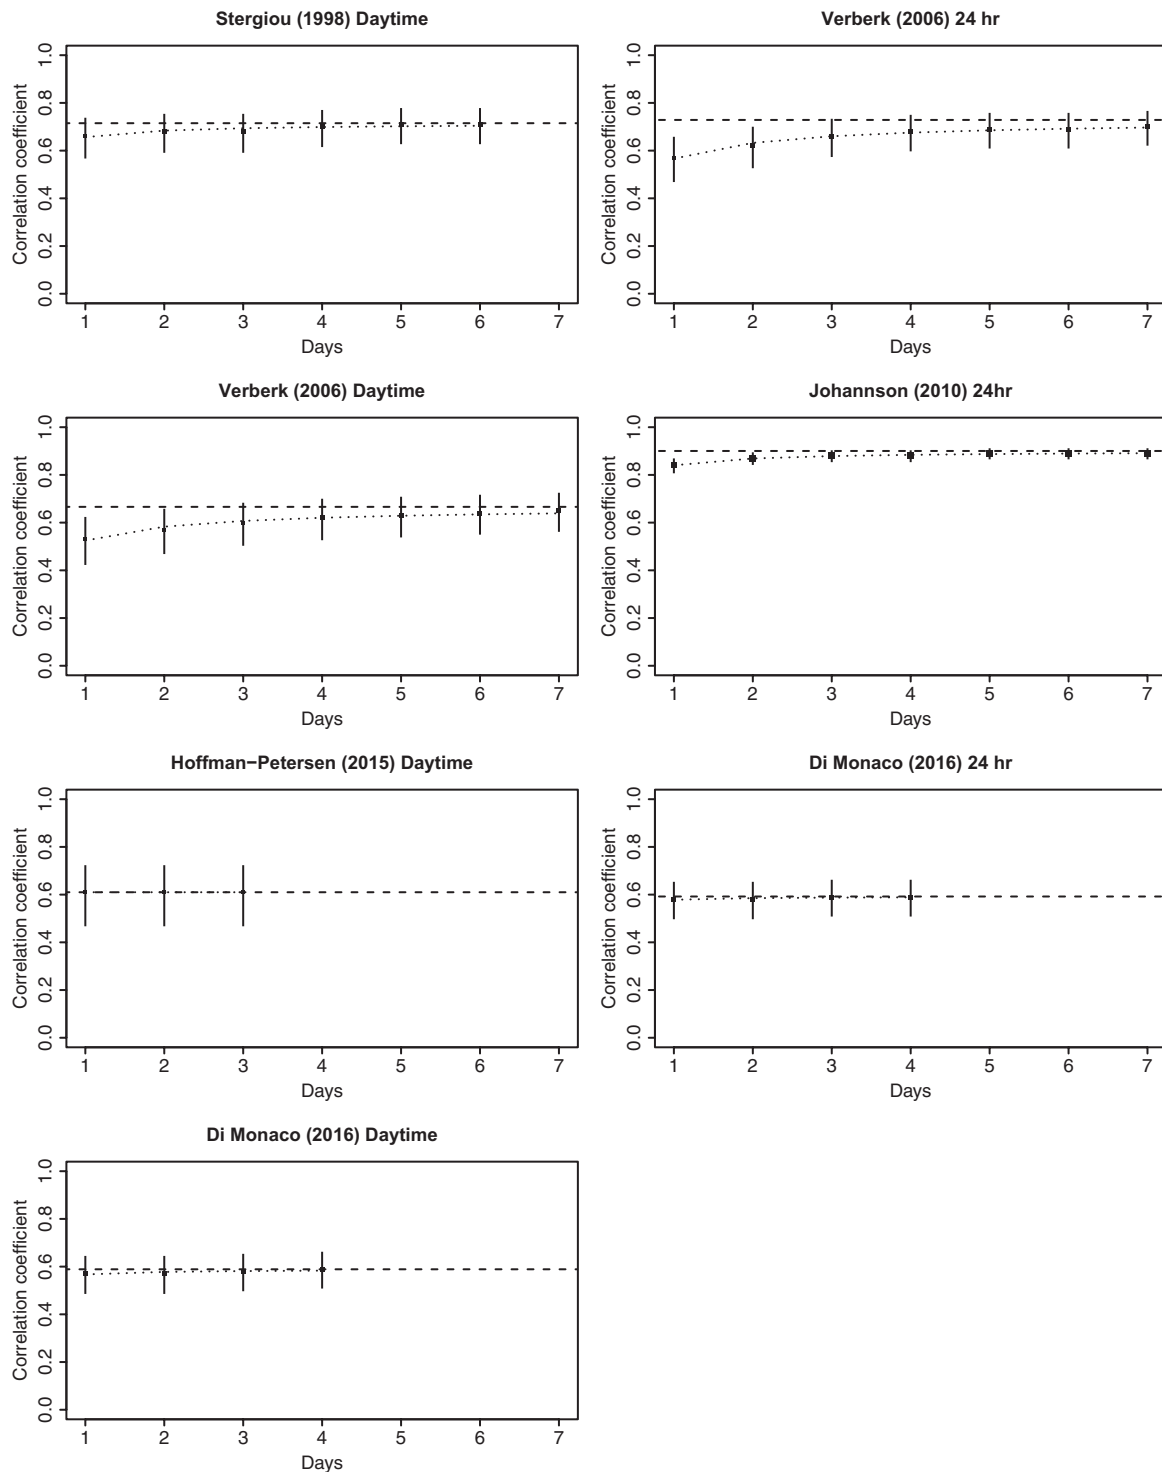 Stergiou (1998) Daytime
Correlation coefficient
1.0
0.8
0.6
0.4
0.2
0.0
1 2 3 4 5 6 7
Days
Verberk (2006) 24 hr
Correlation coefficient
1.0
0.8
0.6
0.4
0.2
0.0
1 2 3 4 5 6 7
Days
Verberk (2006) Daytime
Correlation coefficient
1.0
0.8
0.6
0.4
0.2
0.0
1 2 3 4 5 6 7
Days
Johannson (2010) 24hr
Correlation coefficient
1.0
0.8
0.6
0.4
0.2
0.0
1 2 3 4 5 6 7
Days
Hoffman−Petersen (2015) Daytime
Correlation coefficient
1.0
0.8
0.6
0.4
0.2
0.0
1 2 3 4 5 6 7
Days
Di Monaco (2016) 24 hr
Correlation coefficient
1.0
0.8
0.6
0.4
0.2
0.0
1 2 3 4 5 6 7
Days
Di Monaco (2016) Daytime
Correlation coefficient
1.0
0.8
0.6
0.4
0.2
0.0
1 2 3 4 5 6 7
Days